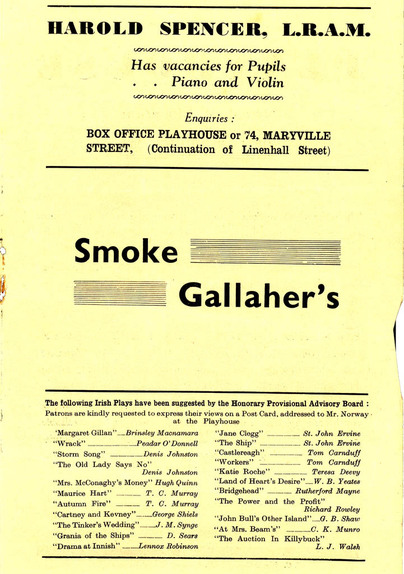 HAROLD SPENCER, L.R.A.M.
Has vacancies for Pupils
. . Piano and Violin
Enquiries :
BOX OFFICE PLAYHOUSE or 74, MARYVILLE
STREET, (Continuation of Linenhall Street)
Smoke
Gallaher's
The following Irish Plays have been suggested by the Honorary Provisional Advisory Board :
Patrons are kindly requested to express their views on a Post Card, addressed to Mr. Norway
at the Playhouse
"Margaret Gillan" Brinsley Macnamara
"Wrack" Peadar O'Donnell
"Storm Song" Denis Johnston
"The Old Lady Says No"
Denis Johnston
"Mrs. McConaghy's Money" Hugh Quinn
"Maurice Hart" T. C. Murray
"Autumn Fire" T. C. Murray
"Cartney and Kevney" George Shiels
"The Tinker's Wedding" J. M. Synge
"Grania of the Ships" D. Sears
"Drama at Innish" Lennox Robinson
"Jane Clogg" St. John Ervine
"The Ship" St. John Ervine
"Castlereagh" Tom Carnduff
"Workers" Tom Carnduff
"Katie Roche" Teresa Deevy
"Land of Heart's Desire" W. B. Yeates
"Bridgehead" Rutherford Mayne
"The Power and the Profit"
Richard Rowley
"John Bull's Other Island" G. B. Shaw
"At Mrs. Beam's" C. K. Munro
"The Auction In Killybuck"
L. J. Walsh